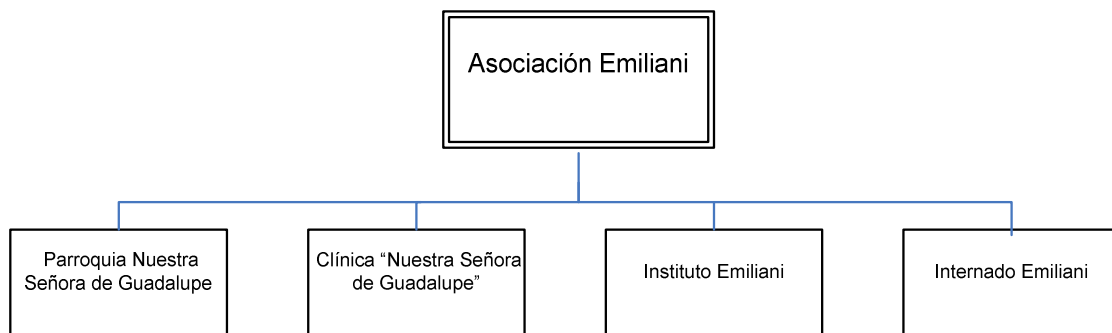 Asociación Emiliani
Parroquia Nuestra
Señora de Guadalupe
Clínica “Nuestra Señora
de Guadalupe”
Instituto Emiliani
Internado Emiliani